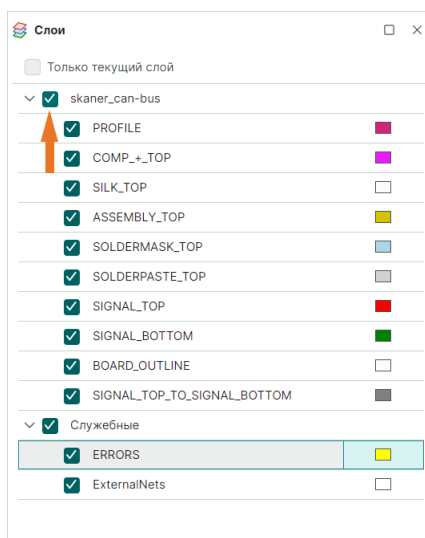 Слои
Только текущий слой
skaner_can-bus
PROFILE
COMP_+_TOP
SILK_TOP
ASSEMBLY_TOP
SOLDERMASK_TOP
SOLDERPASTE_TOP
SIGNAL_TOP
SIGNAL_BOTTOM
BOARD_OUTLINE
SIGNAL_TOP_TO_SIGNAL_BOTTOM
Служебные
ERRORS
ExternalNets